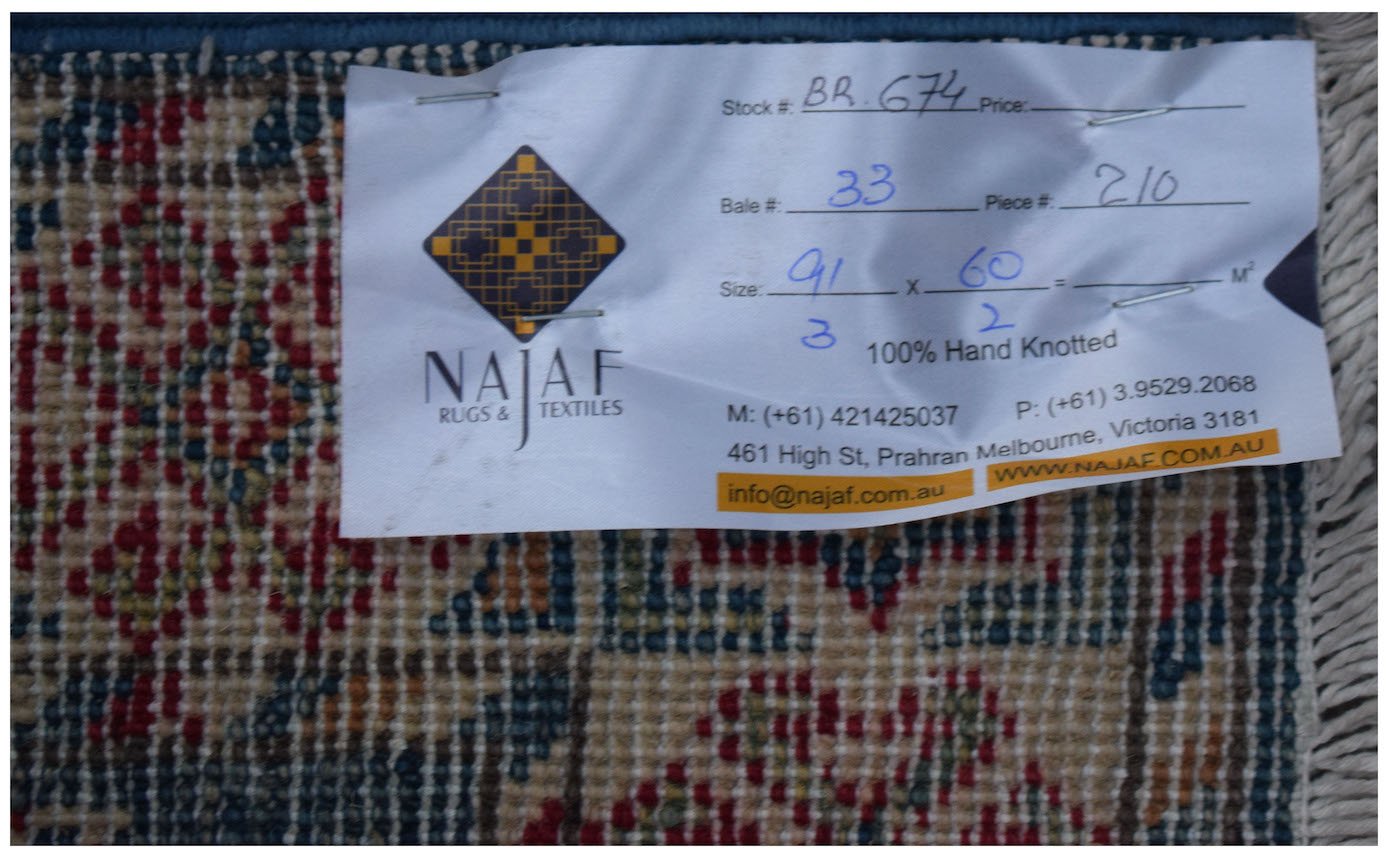 NAJAF
RUGS & TEXTILES
Stock #: BR. 674 Price:
Bale #: 33 Piece #: 210
Size: 91 X 60 = M²
3 2
100% Hand Knotted
M: (+61) 421425037 P: (+61) 3.9529.2068
461 High St, Prahran Melbourne, Victoria 3181
info@najaf.com.au WWW.NAJAF.COM.AU